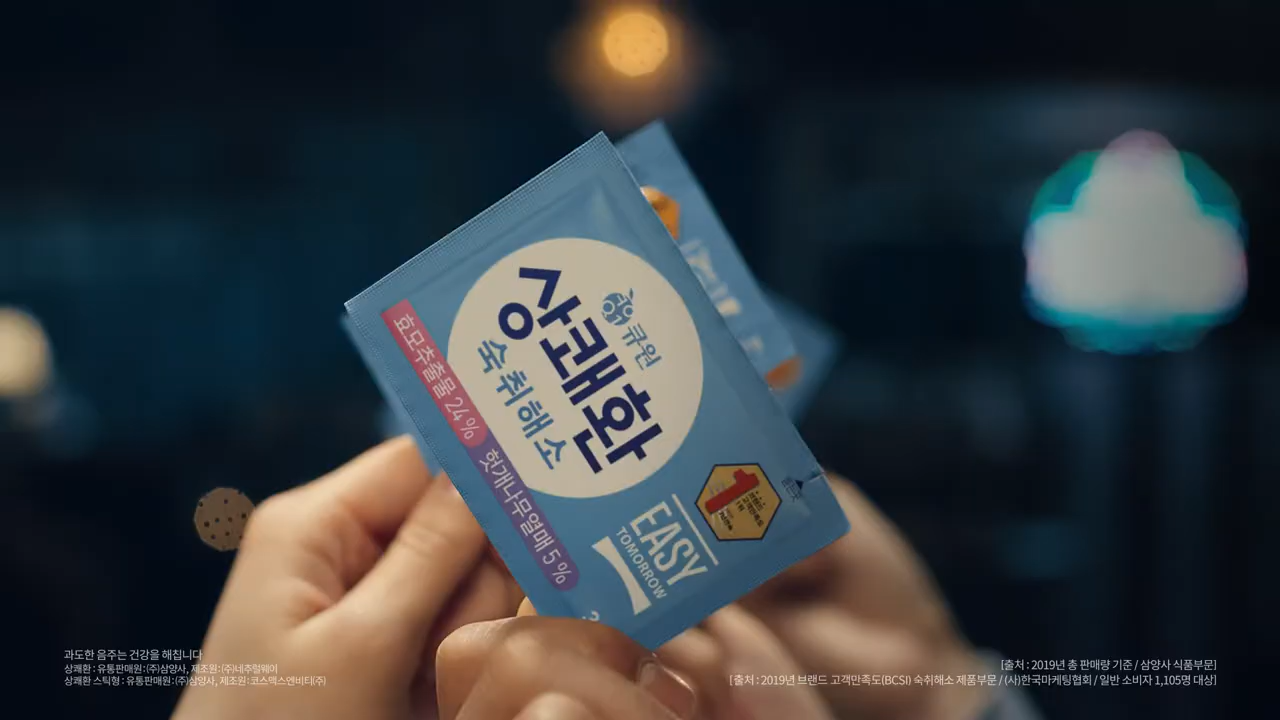 큐원
상쾌환
숙취해소
효모추출물 24%
헛개나무열매 5%
EASY
TOMORROW
1
과도한 음주는 건강을 해칩니다
상쾌환 : 유통판매원 : (주)삼양사, 제조원 : (주)네추럴웨이
상쾌환 스틱형 : 유통판매원 : (주)삼양사, 제조원 : 코스맥스엔비티(주)
[출처 : 2019년 총 판매량 기준 / 삼양사 식품부문]
[출처 : 2019년 브랜드 고객만족도(BCSI) 숙취해소 제품부문 / (사)한국마케팅협회 / 일반 소비자 1,105명 대상]